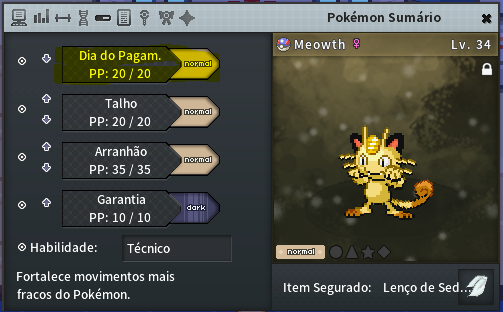 Pokémon Sumário
Dia do Pagam.
PP: 20 / 20
normal
Talho
PP: 20 / 20
normal
Arranhão
PP: 35 / 35
normal
Garantia
PP: 10 / 10
dark
Habilidade: Técnico
Fortalece movimentos mais
fracos do Pokémon.
Meowth ♀ Lv. 34
normal
Item Segurado: Lenço de Sed...